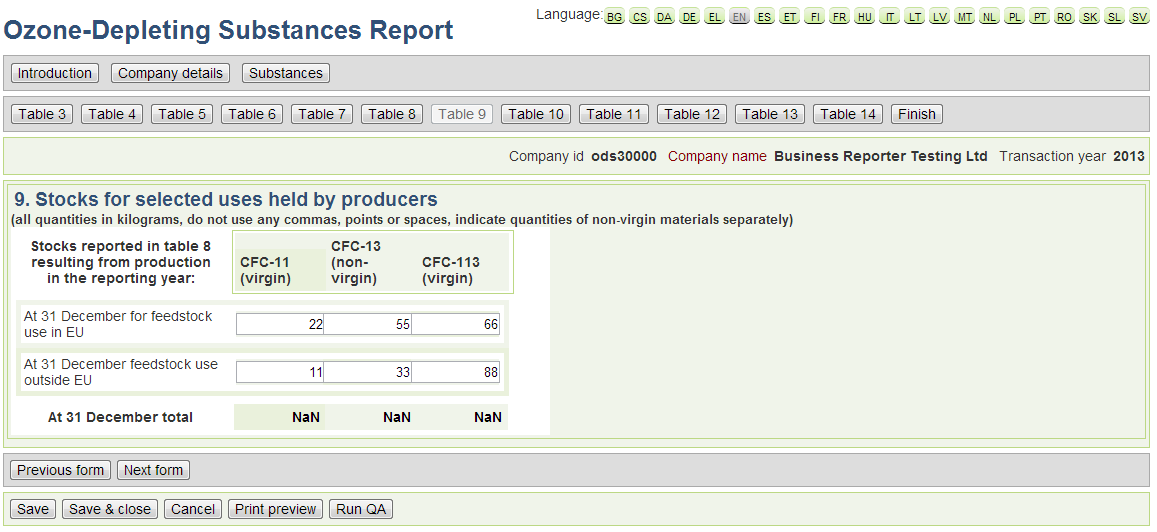 Language: BG CS DA DE EL EN ES ET FI FR HU IT LT LV MT NL PL PT RO SK SL SV
Ozone-Depleting Substances Report
Introduction Company details Substances
Table 3 Table 4 Table 5 Table 6 Table 7 Table 8 Table 9 Table 10 Table 11 Table 12 Table 13 Table 14 Finish
Company id ods30000 Company name Business Reporter Testing Ltd Transaction year 2013
9. Stocks for selected uses held by producers
(all quantities in kilograms, do not use any commas, points or spaces, indicate quantities of non-virgin materials separately)
Stocks reported in table 8
resulting from production
in the reporting year:
CFC-11
(virgin)
CFC-13
(non-
virgin)
CFC-113
(virgin)
At 31 December for feedstock
use in EU
22 55 66
At 31 December feedstock use
outside EU
11 33 88
At 31 December total NaN NaN NaN
Previous form Next form
Save Save & close Cancel Print preview Run QA